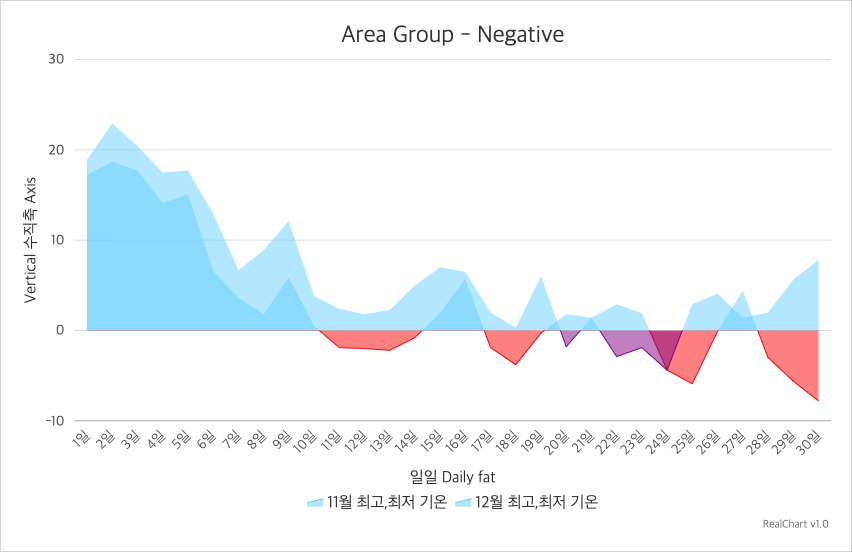 Area Group - Negative
30
20
10
0
-10
Vertical 수직축 Axis
1일
2일
3일
4일
5일
6일
7일
8일
9일
10일
11일
12일
13일
14일
15일
16일
17일
18일
19일
20일
21일
22일
23일
24일
25일
26일
27일
28일
29일
30일
일일 Daily fat
11월 최고,최저 기온 12월 최고,최저 기온
RealChart v1.0